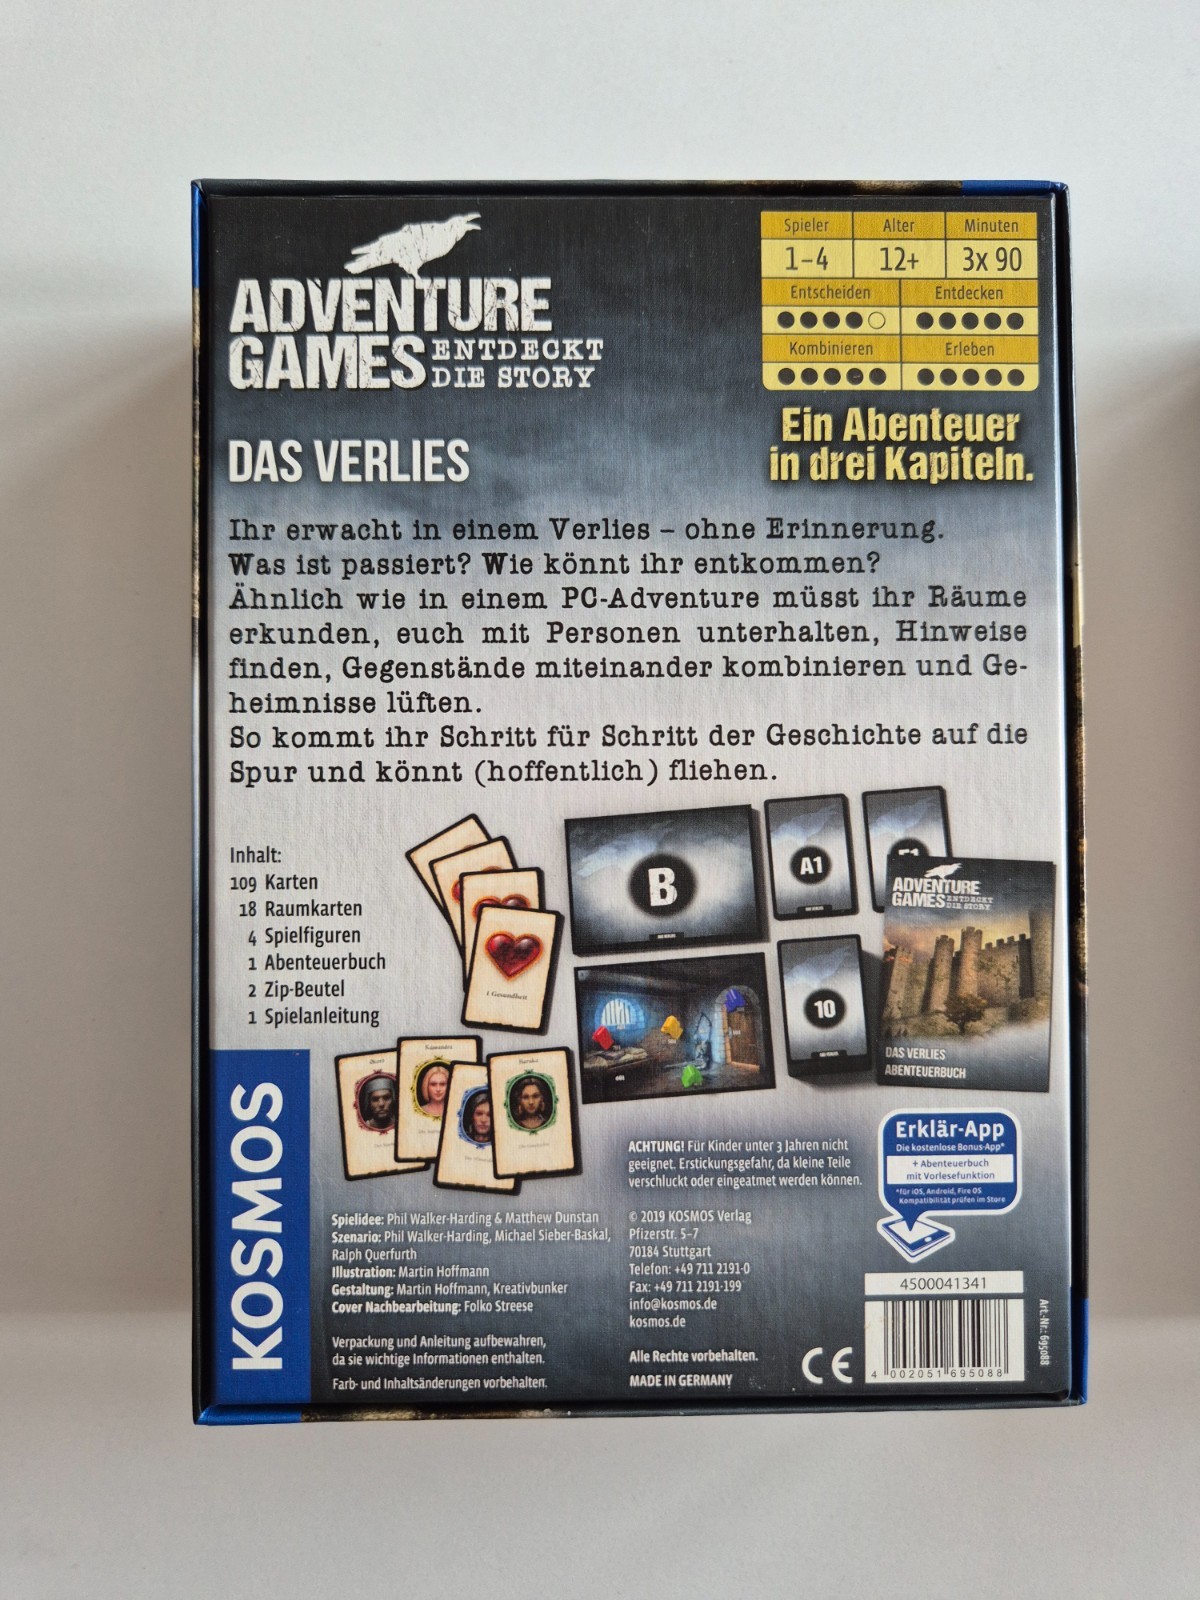 ADVENTURE
GAMES ENTDECKT
DIE STORY
Spieler Alter Minuten
1–4 12+ 3x 90
Entscheiden Entdecken
Kombinieren Erleben
Ein Abenteuer
in drei Kapiteln.
DAS VERLIES
Ihr erwacht in einem Verlies – ohne Erinnerung.
Was ist passiert? Wie könnt ihr entkommen?
Ähnlich wie in einem PC-Adventure müsst ihr Räume
erkunden, euch mit Personen unterhalten, Hinweise
finden, Gegenstände miteinander kombinieren und Ge-
heimnisse lüften.
So kommt ihr Schritt für Schritt der Geschichte auf die
Spur und könnt (hoffentlich) fliehen.
Inhalt:
109 Karten
18 Raumkarten
4 Spielfiguren
1 Abenteuerbuch
2 Zip-Beutel
1 Spielanleitung
1 Gesundheit
B
A1
10
ADVENTURE
GAMES ENTDECKT
DIE STORY
DAS VERLIES
ABENTEUERBUCH
KOSMOS
ACHTUNG! Für Kinder unter 3 Jahren nicht
geeignet. Erstickungsgefahr, da kleine Teile
verschluckt oder eingeatmet werden können.
Erklär-App
Die kostenlose Bonus-App*
+ Abenteuerbuch
mit Vorlesefunktion
*für iOS, Android, Fire OS
Kompatibilität prüfen im Store
Spielidee: Phil Walker-Harding & Matthew Dunstan
Szenario: Phil Walker-Harding, Michael Sieber-Baskal,
Ralph Querfurth
Illustration: Martin Hoffmann
Gestaltung: Martin Hoffmann, Kreativbunker
Cover Nachbearbeitung: Folko Streese
Verpackung und Anleitung aufbewahren,
da sie wichtige Informationen enthalten.
Farb- und Inhaltsänderungen vorbehalten.
© 2019 KOSMOS Verlag
Pfizerstr. 5–7
70184 Stuttgart
Telefon: +49 711 2191-0
Fax: +49 711 2191-199
info@kosmos.de
kosmos.de
Alle Rechte vorbehalten.
MADE IN GERMANY
CE
4500041341
4 002051 695088
Art.-Nr.: 695088